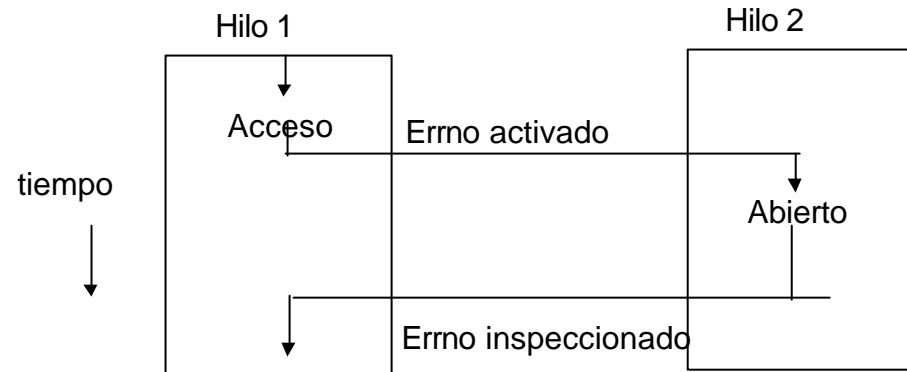 Hilo 1
Hilo 2
Acceso
Errno activado
tiempo
Abierto
Errno inspeccionado